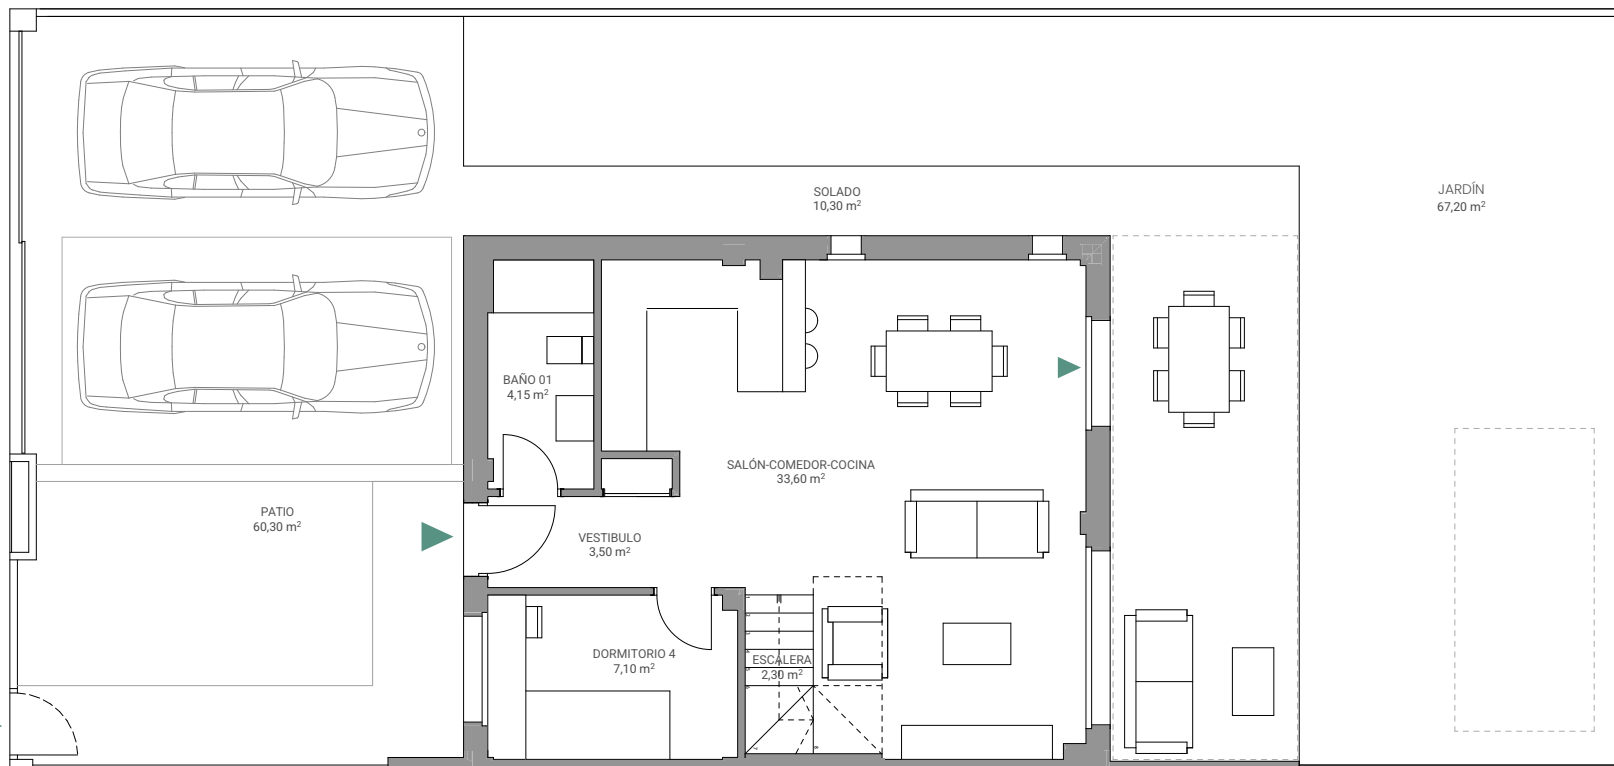 SOLADO
10,30 m²
JARDÍN
67,20 m²
BAÑO 01
4,15 m²
SALÓN-COMEDOR-COCINA
33,60 m²
PATIO
60,30 m²
VESTIBULO
3,50 m²
DORMITORIO 4
7,10 m²
ESCALERA
2,30 m²